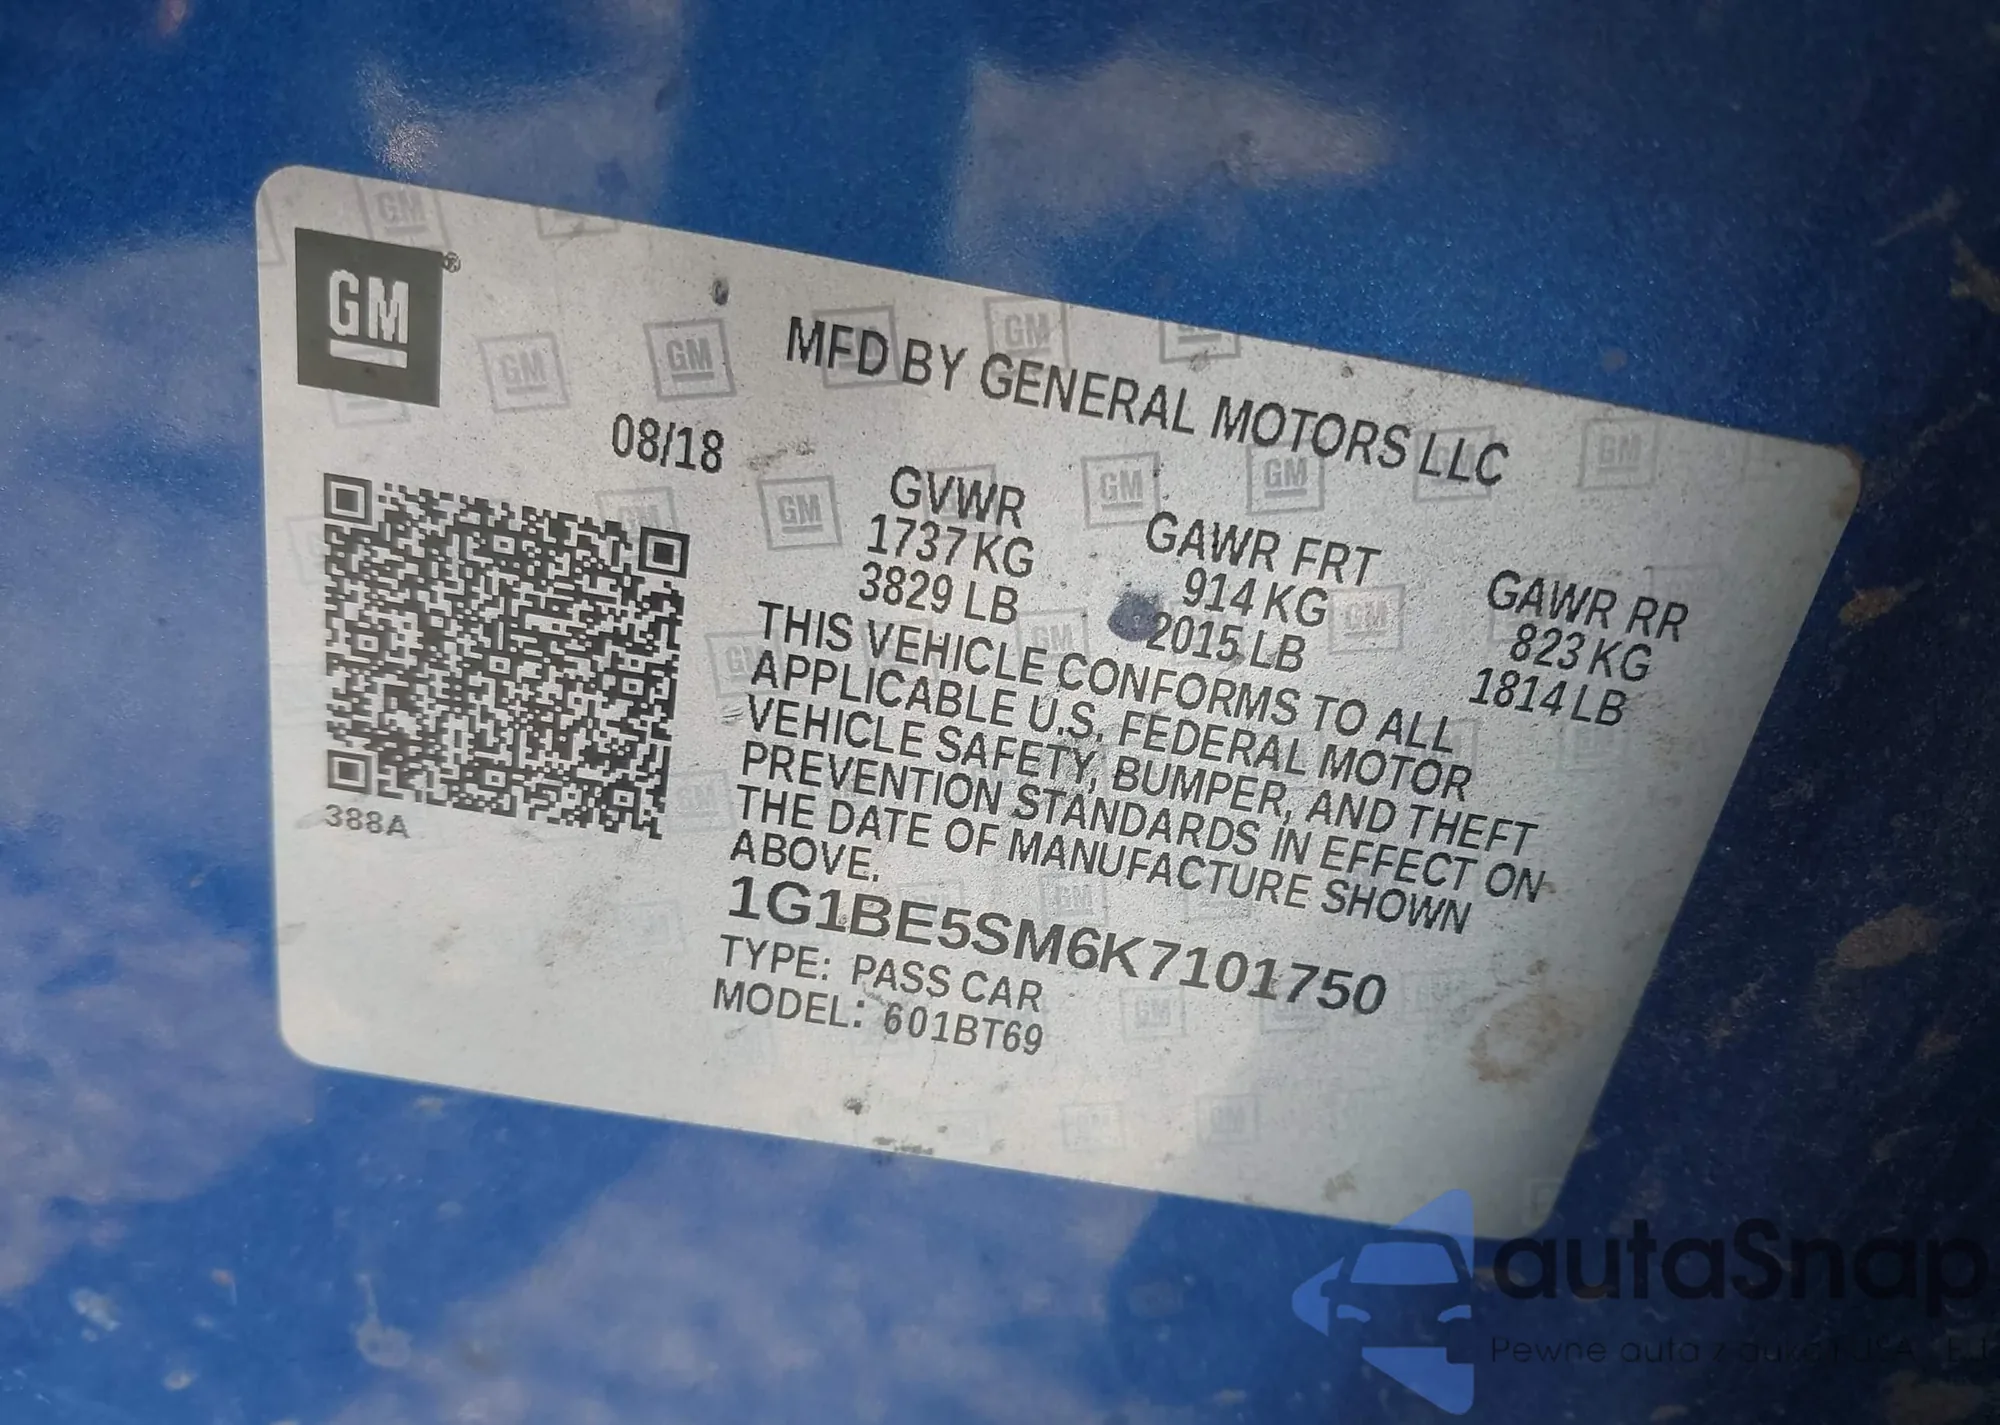 GM
MFD BY GENERAL MOTORS LLC
08/18
GVWR
1737 KG
3829 LB
GAWR FRT
914 KG
2015 LB
GAWR RR
823 KG
1814 LB
THIS VEHICLE CONFORMS TO ALL
APPLICABLE U.S. FEDERAL MOTOR
VEHICLE SAFETY, BUMPER, AND THEFT
PREVENTION STANDARDS IN EFFECT ON
THE DATE OF MANUFACTURE SHOWN
ABOVE.
388A
1G1BE5SM6K7101750
TYPE: PASS CAR
MODEL: 601BT69
autaSnap
Pewne auta z